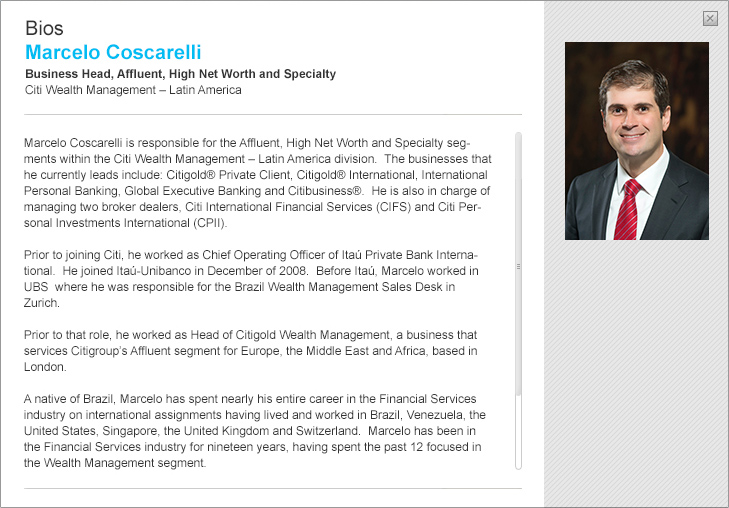 Bios
Marcelo Coscarelli
Business Head, Affluent, High Net Worth and Specialty
Citi Wealth Management – Latin America
Marcelo Coscarelli is responsible for the Affluent, High Net Worth and Specialty seg-
ments within the Citi Wealth Management – Latin America division.  The businesses that
he currently leads include: Citigold® Private Client, Citigold® International, International
Personal Banking, Global Executive Banking and Citibusiness®.  He is also in charge of
managing two broker dealers, Citi International Financial Services (CIFS) and Citi Per-
sonal Investments International (CPII).
Prior to joining Citi, he worked as Chief Operating Officer of Itaú Private Bank Interna-
tional.  He joined Itaú-Unibanco in December of 2008.  Before Itaú, Marcelo worked in
UBS  where he was responsible for the Brazil Wealth Management Sales Desk in
Zurich.
Prior to that role, he worked as Head of Citigold Wealth Management, a business that
services Citigroup's Affluent segment for Europe, the Middle East and Africa, based in
London.
A native of Brazil, Marcelo has spent nearly his entire career in the Financial Services
industry on international assignments having lived and worked in Brazil, Venezuela, the
United States, Singapore, the United Kingdom and Switzerland.  Marcelo has been in
the Financial Services industry for nineteen years, having spent the past 12 focused in
the Wealth Management segment.